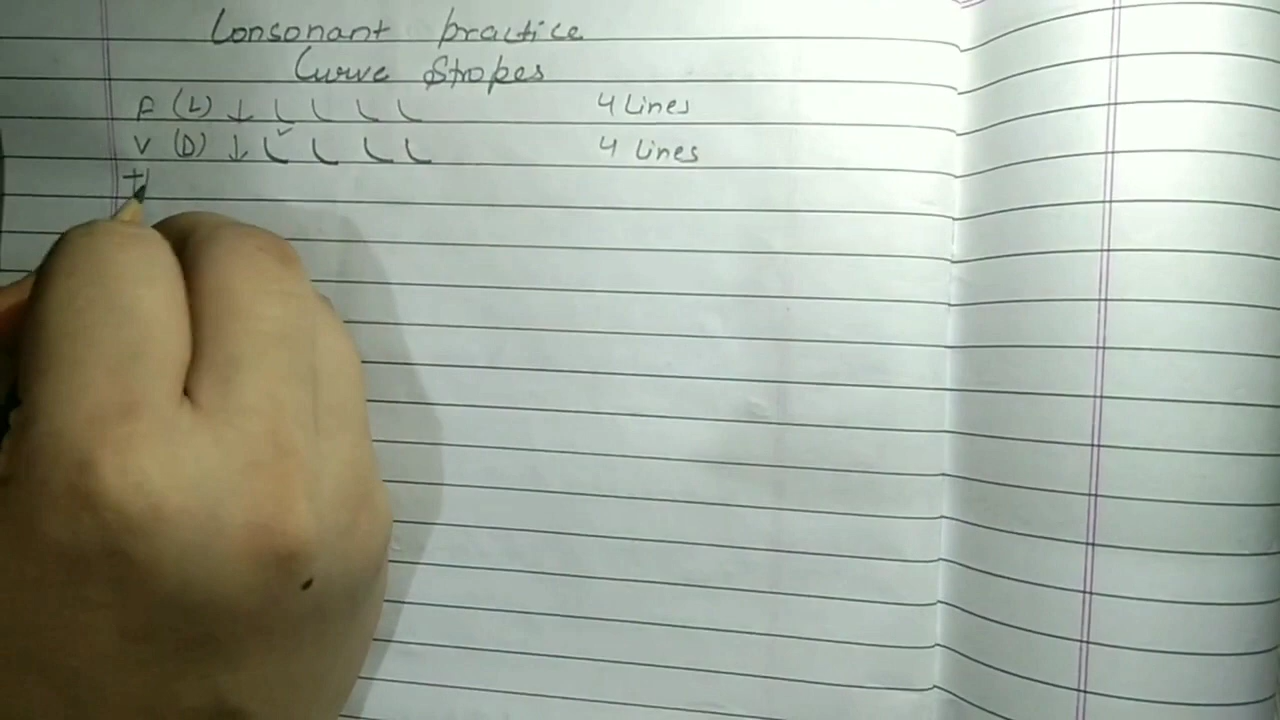 Consonant practice
Curve Strokes
F (L) ↓ 4 Lines
V (D) ↓ 4 Lines